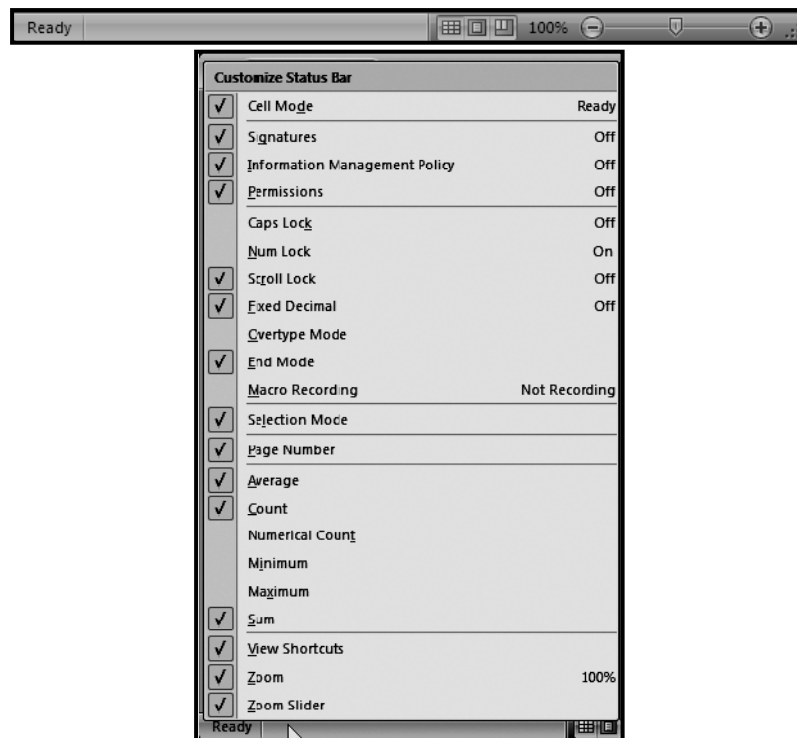 Ready 100%
Customize Status Bar
Cell Mode Ready
Signatures Off
Information Management Policy Off
Permissions Off
Caps Lock Off
Num Lock On
Scroll Lock Off
Fixed Decimal Off
Overtype Mode
End Mode
Macro Recording Not Recording
Selection Mode
Page Number
Average
Count
Numerical Count
Minimum
Maximum
Sum
View Shortcuts
Zoom 100%
Zoom Slider
Ready